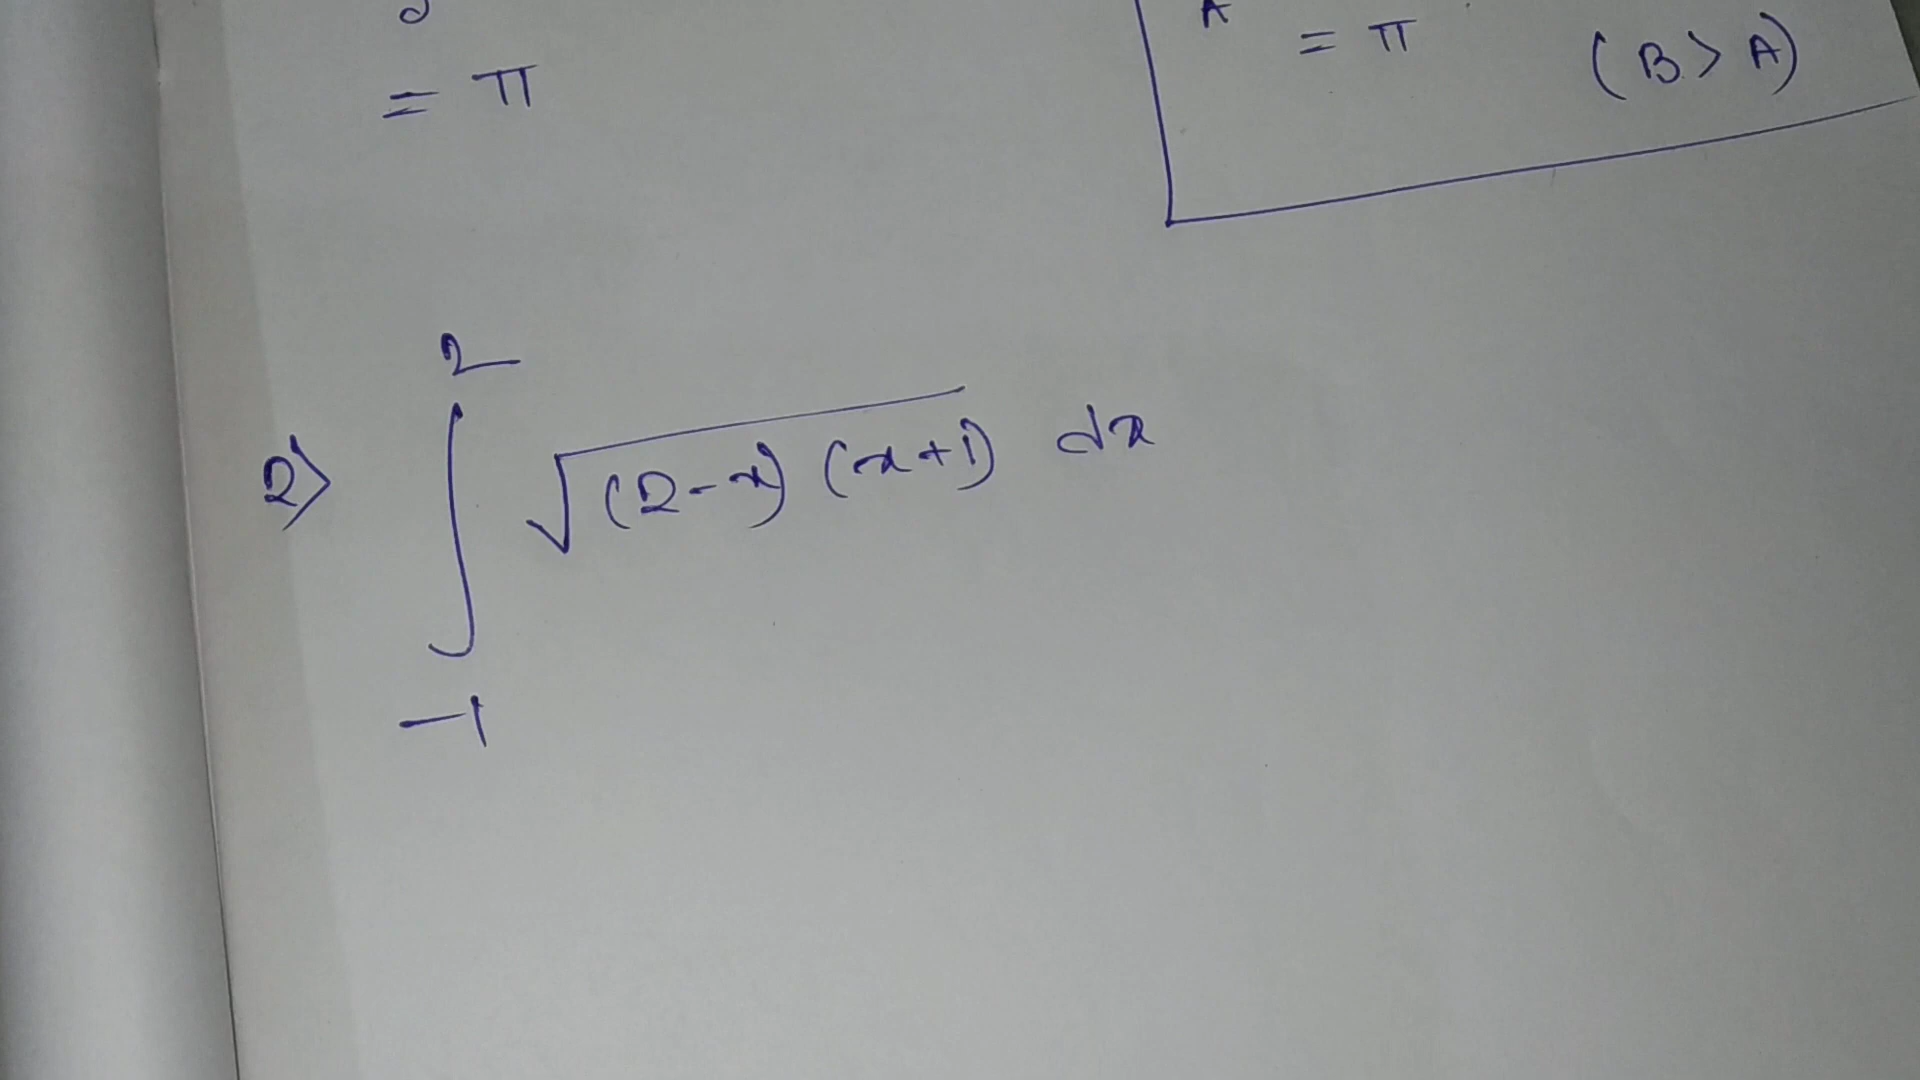 = π
= π (B > A)
2) ∫_{-1}^{2} √(2-x)(x+1) dx